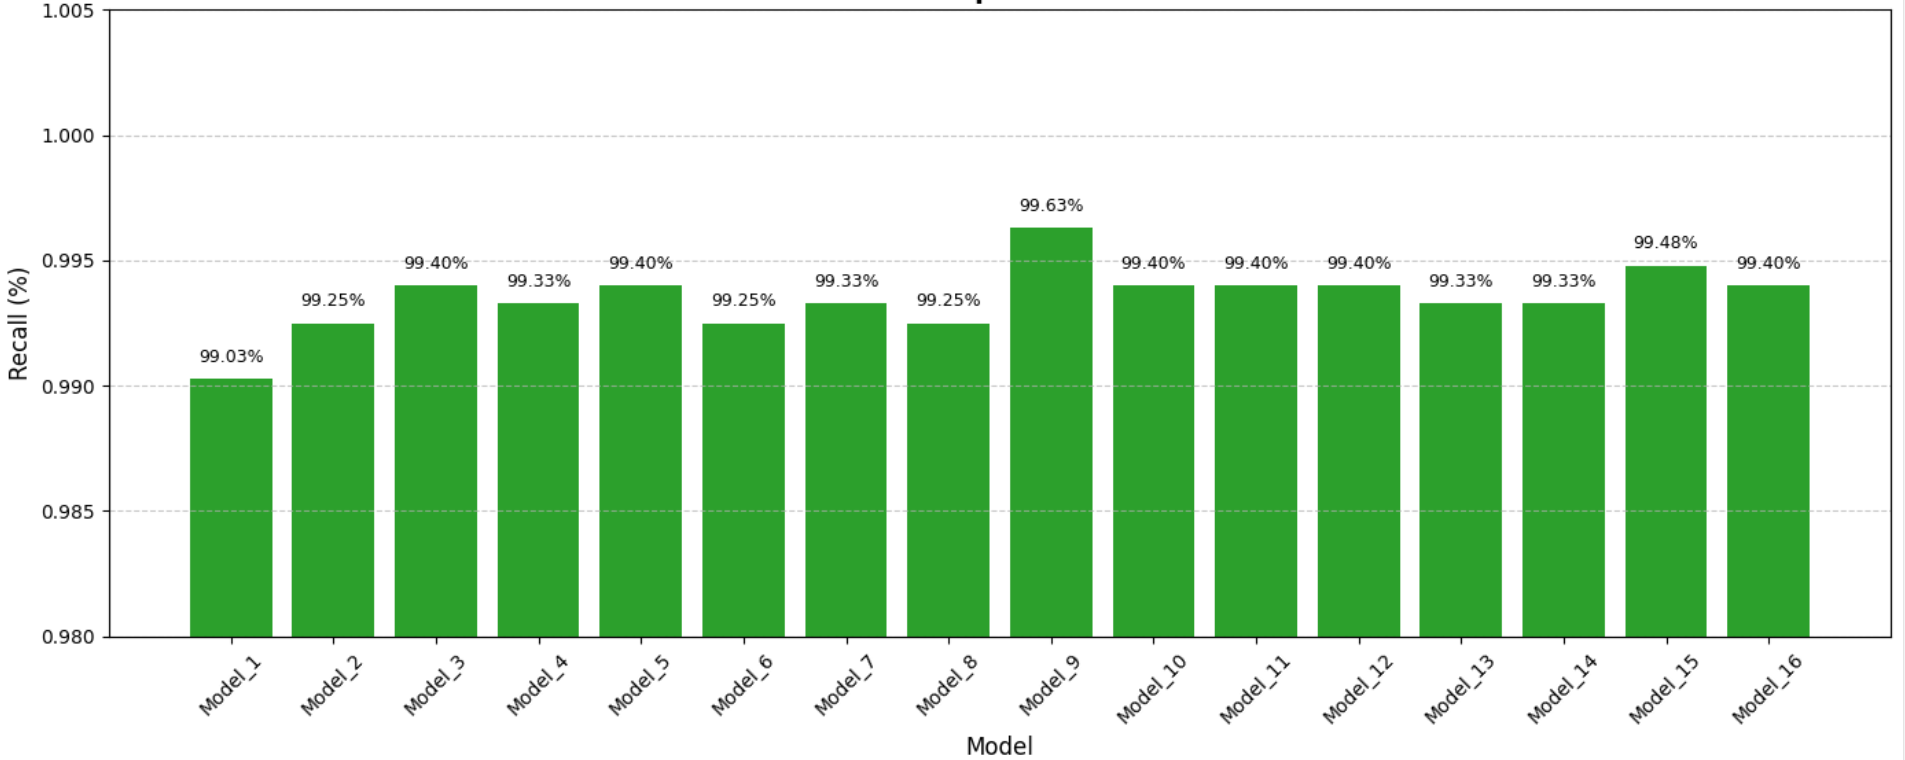 1.005
1.000
0.995
0.990
0.985
0.980
Recall (%)
99.03%
99.25%
99.40%
99.33%
99.40%
99.25%
99.33%
99.25%
99.63%
99.40%
99.40%
99.40%
99.33%
99.33%
99.48%
99.40%
Model_1
Model_2
Model_3
Model_4
Model_5
Model_6
Model_7
Model_8
Model_9
Model_10
Model_11
Model_12
Model_13
Model_14
Model_15
Model_16
Model